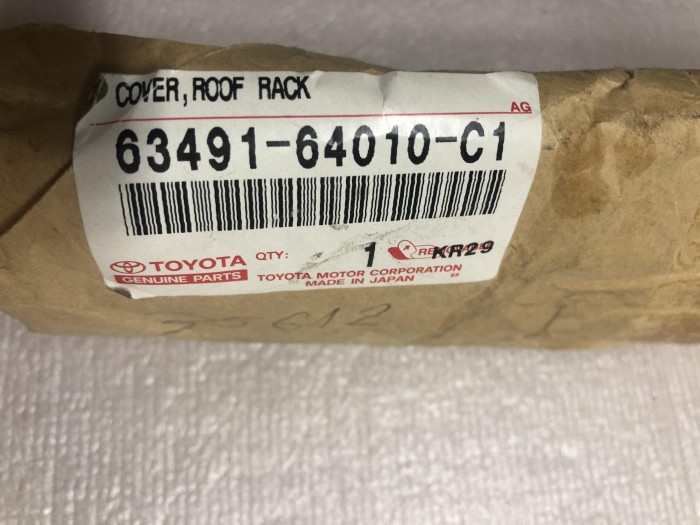 COVER, ROOF RACK
AG
63491-64010-C1
TOYOTA QTY: 1 KR29
GENUINE PARTS TOYOTA MOTOR CORPORATION
MADE IN JAPAN